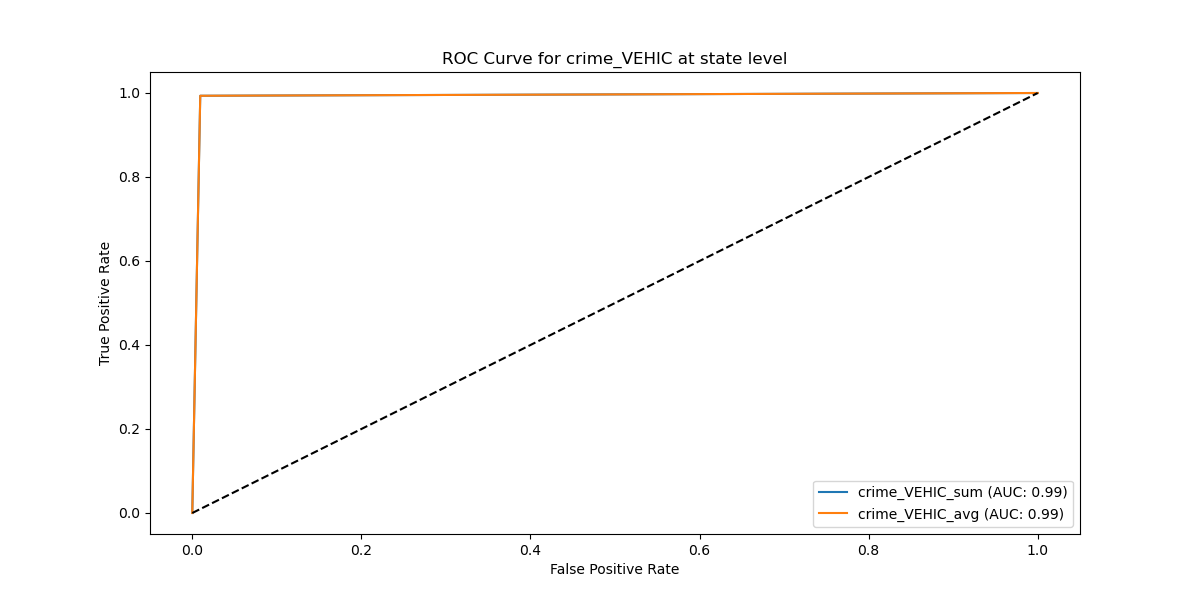 ROC Curve for crime_VEHIC at state level
1.0
0.8
0.6
0.4
0.2
0.0
True Positive Rate
0.0 0.2 0.4 0.6 0.8 1.0
False Positive Rate
crime_VEHIC_sum (AUC: 0.99)
crime_VEHIC_avg (AUC: 0.99)